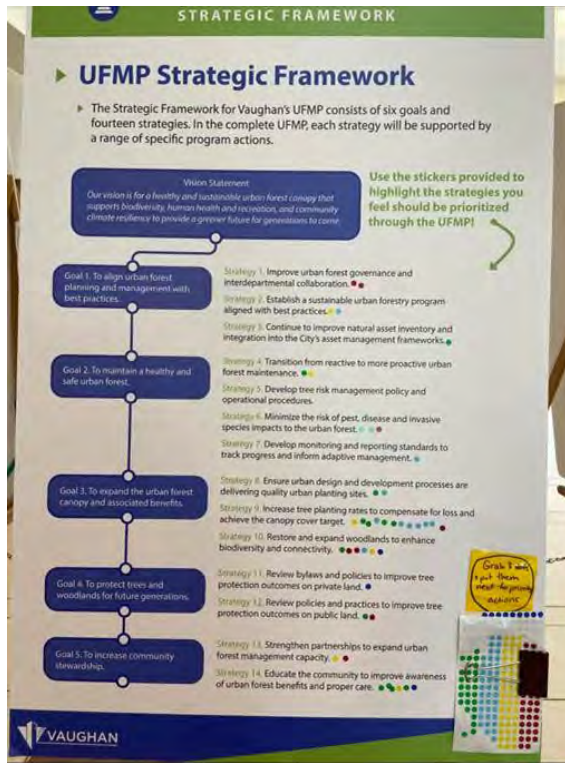 STRATEGIC FRAMEWORK
UFMP Strategic Framework
The Strategic Framework for Vaughan's UFMP consists of six goals and
fourteen strategies. In the complete UFMP, each strategy will be supported by
a range of specific program actions.
Vision Statement
Our vision is for a healthy and sustainable urban forest canopy that
supports biodiversity, human health and recreation, and community
climate resiliency to provide a greener future for generations to come.
Use the stickers provided to
highlight the strategies you
feel should be prioritized
through the UFMP!
Goal 1. To align urban forest
planning and management with
best practices.
Strategy 1. Improve urban forest governance and
interdepartmental collaboration.
Strategy 2. Establish a sustainable urban forestry program
aligned with best practices.
Strategy 3. Continue to improve natural asset inventory and
integration into the City's asset management frameworks.
Goal 2. To maintain a healthy and
safe urban forest.
Strategy 4. Transition from reactive to more proactive urban
forest maintenance.
Strategy 5. Develop tree risk management policy and
operational procedures.
Strategy 6. Minimize the risk of pest, disease and invasive
species impacts to the urban forest.
Strategy 7. Develop monitoring and reporting standards to
track progress and inform adaptive management.
Goal 3. To expand the urban forest
canopy and associated benefits.
Strategy 8. Ensure urban design and development processes are
delivering quality urban planting sites.
Strategy 9. Increase tree planting rates to compensate for loss and
achieve the canopy cover target.
Strategy 10. Restore and expand woodlands to enhance
biodiversity and connectivity.
Goal 4. To protect trees and
woodlands for future generations.
Strategy 11. Review bylaws and policies to improve tree
protection outcomes on private land.
Strategy 12. Review policies and practices to improve tree
protection outcomes on public land.
Goal 5. To increase community
stewardship.
Strategy 13. Strengthen partnerships to expand urban
forest management capacity.
Strategy 14. Educate the community to improve awareness
of urban forest benefits and proper care.
Grab 3
put them
next to priority
actions
VAUGHAN